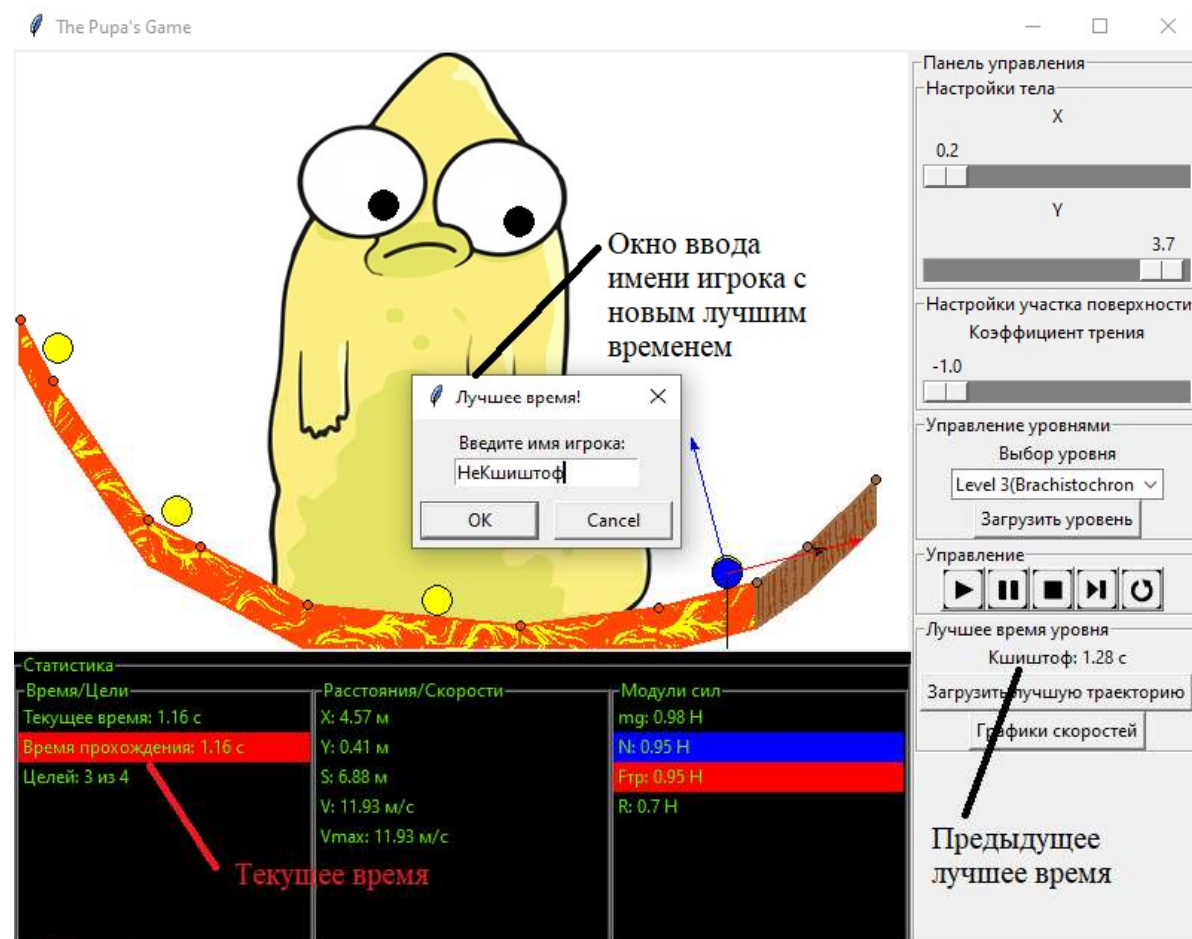 The Pupa's Game
Окно ввода
имени игрока с
новым лучшим
временем
Лучшее время!
Введите имя игрока:
НеКшиштоф
OK
Cancel
Панель управления
Настройки тела
X
0.2
Y
3.7
Настройки участка поверхности
Коэффициент трения
-1.0
Управление уровнями
Выбор уровня
Level 3(Brachistochron
Загрузить уровень
Управление
Лучшее время уровня
Кшиштоф: 1.28 с
Загрузить лучшую траекторию
Графики скоростей
Предыдущее
лучшее время
Статистика
Время/Цели
Текущее время: 1.16 с
Время прохождения: 1.16 с
Целей: 3 из 4
Текущее время
Расстояния/Скорости
X: 4.57 м
Y: 0.41 м
S: 6.88 м
V: 11.93 м/с
Vmax: 11.93 м/с
Модули сил
mg: 0.98 Н
N: 0.95 Н
Fтр: 0.95 Н
R: 0.7 Н